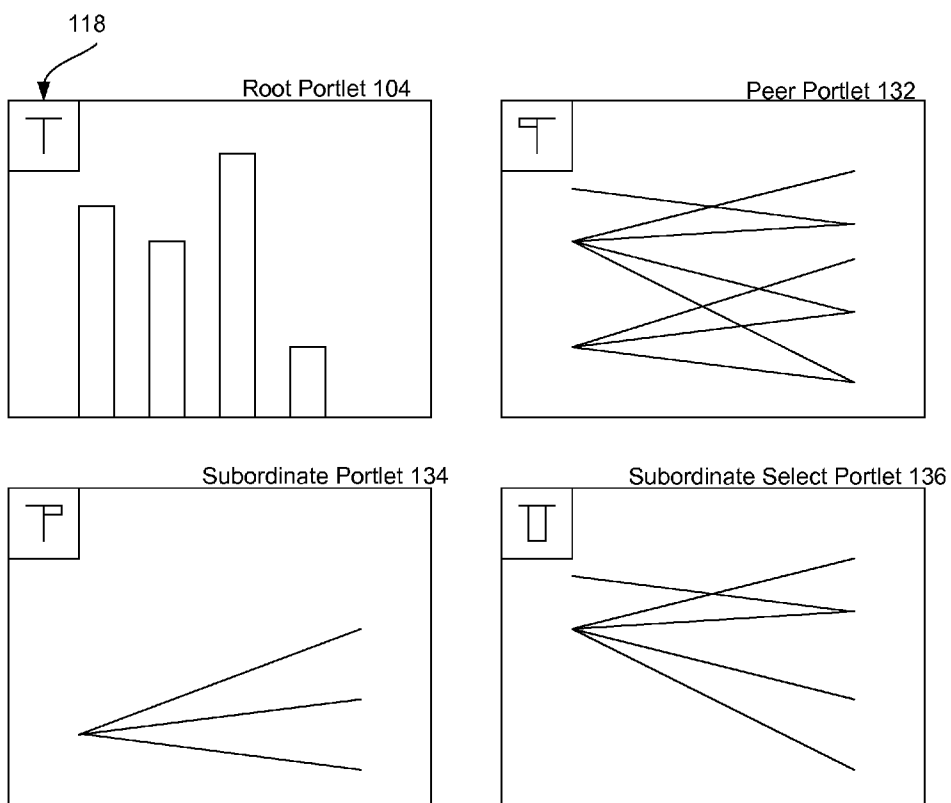 118
Root Portlet 104
Peer Portlet 132
T
Subordinate Portlet 134
Subordinate Select Portlet 136